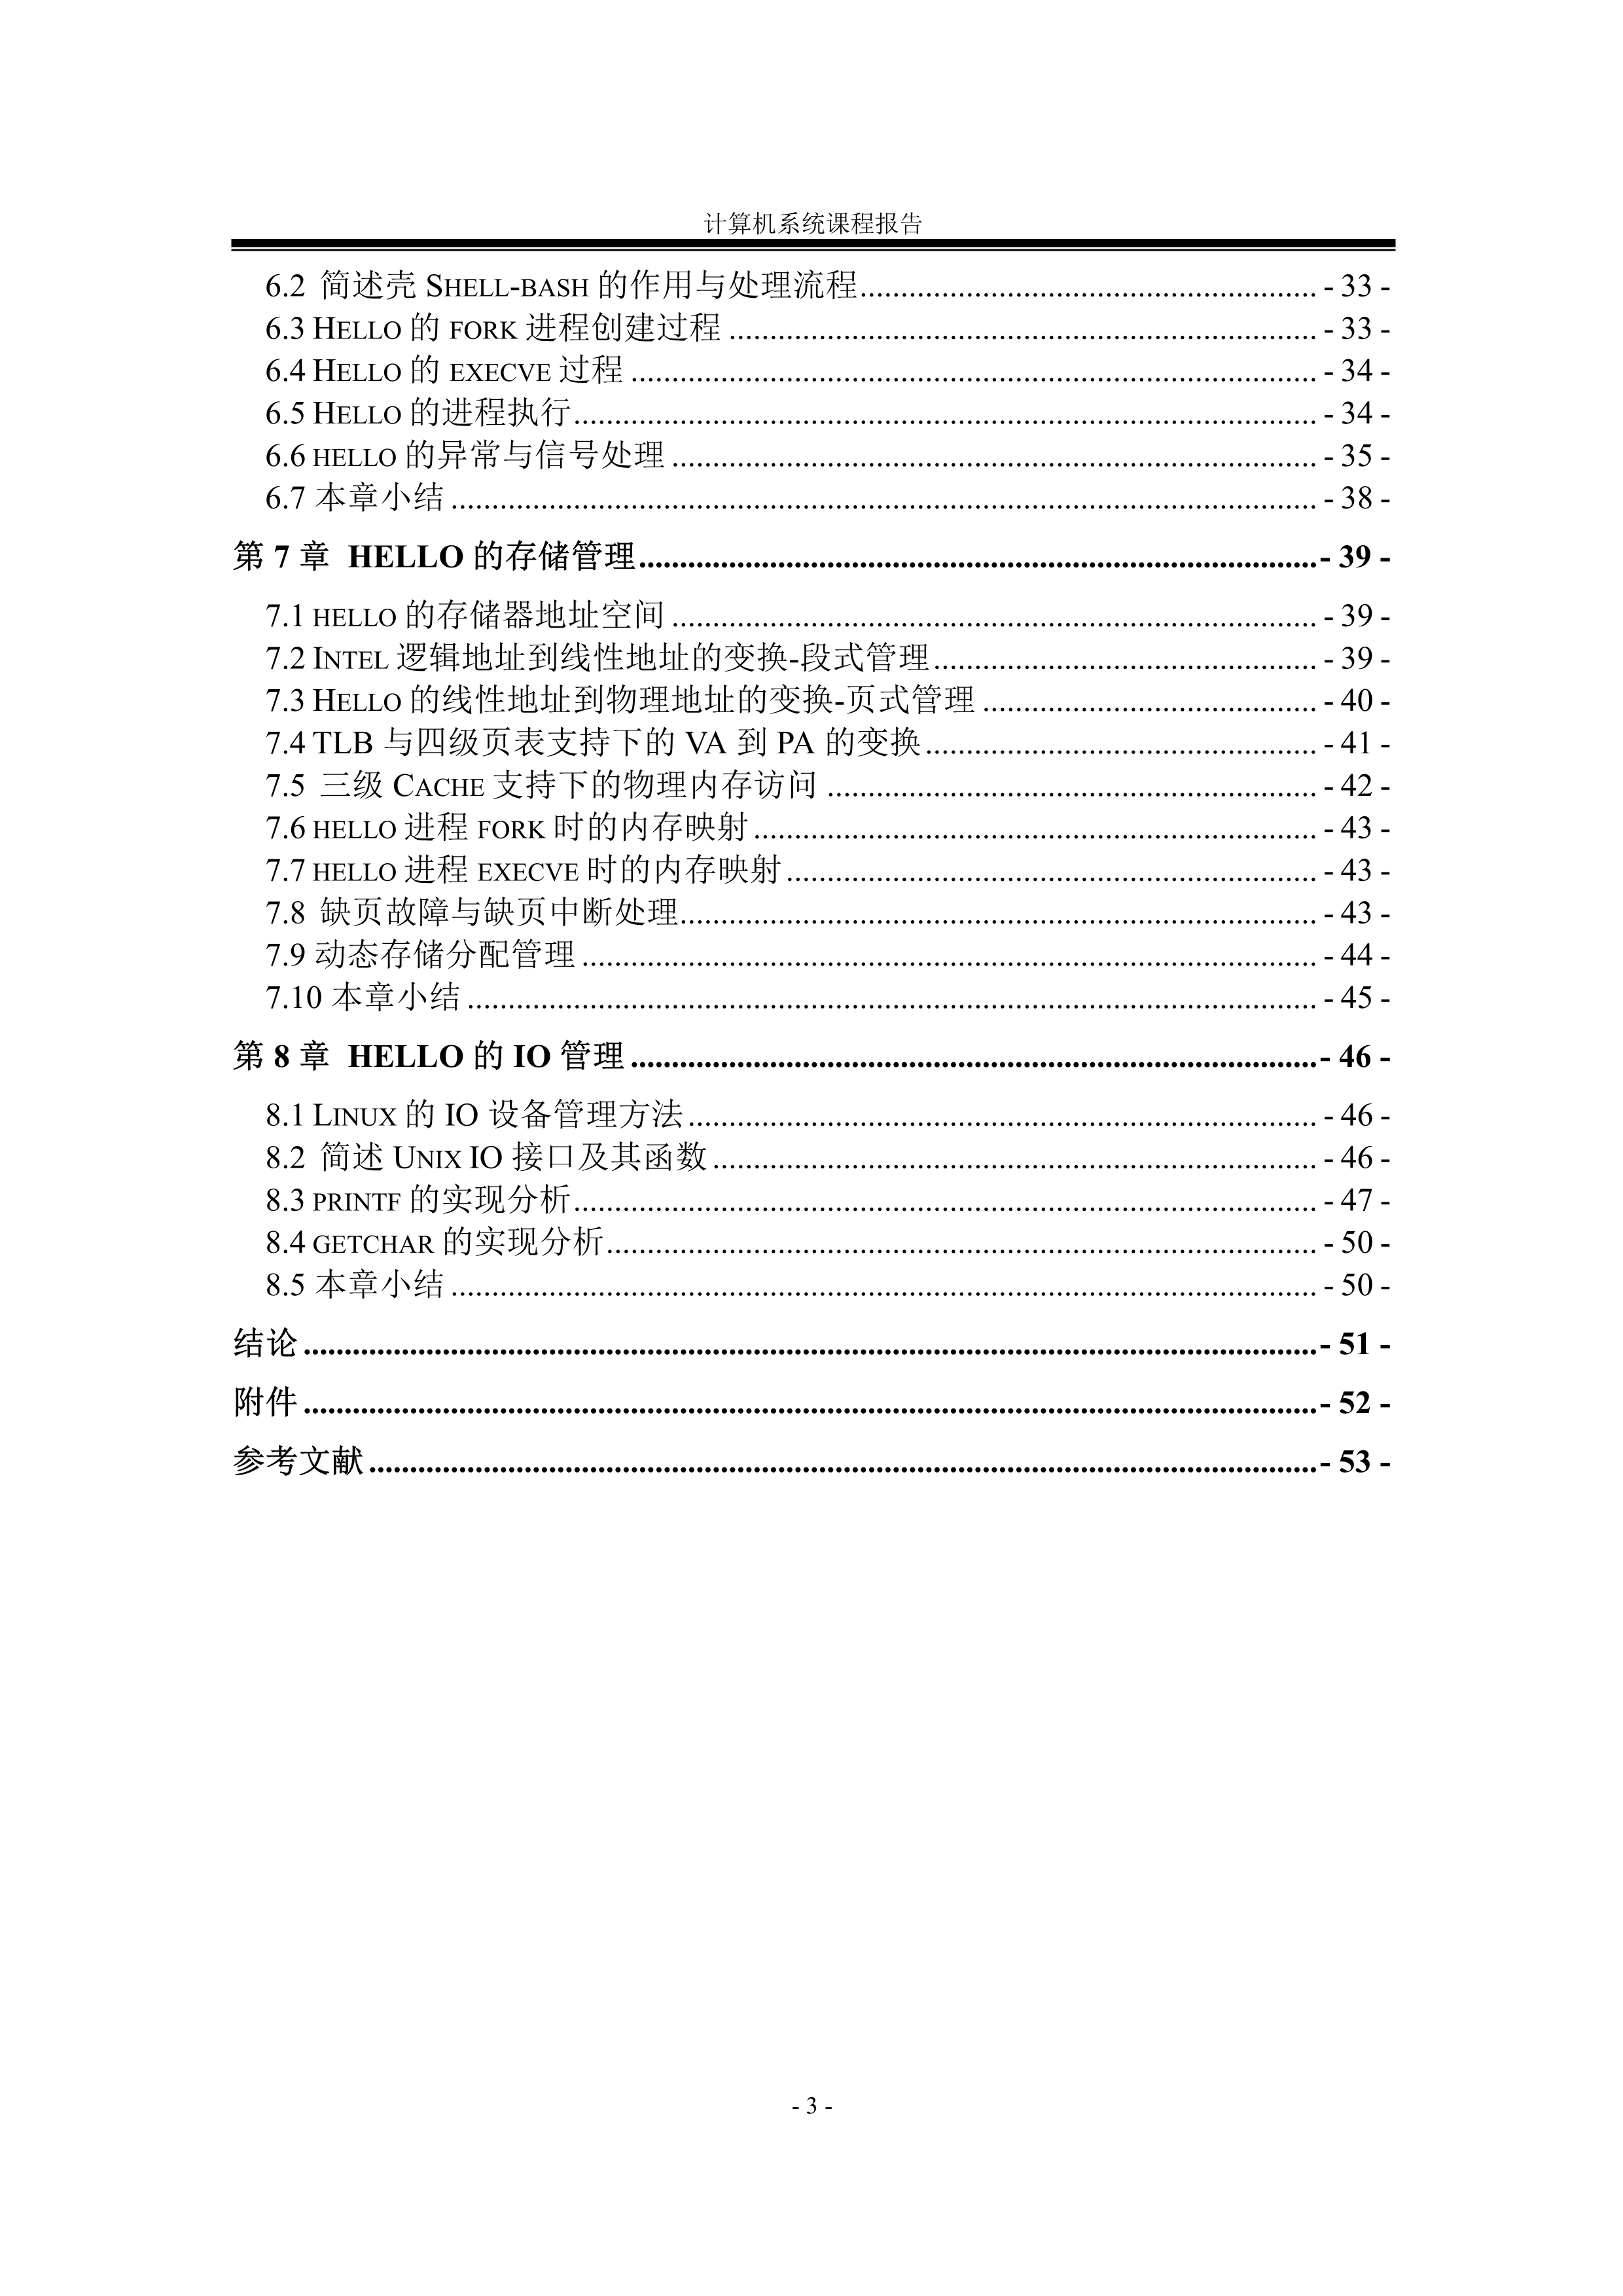 计算机系统课程报告
6.2 简述壳 Shell-bash 的作用与处理流程 - 33 -
6.3 Hello 的 fork 进程创建过程 - 33 -
6.4 Hello 的 execve 过程 - 34 -
6.5 Hello 的进程执行 - 34 -
6.6 hello 的异常与信号处理 - 35 -
6.7 本章小结 - 38 -
第 7 章 HELLO 的存储管理 - 39 -
7.1 hello 的存储器地址空间 - 39 -
7.2 Intel 逻辑地址到线性地址的变换-段式管理 - 39 -
7.3 Hello 的线性地址到物理地址的变换-页式管理 - 40 -
7.4 TLB 与四级页表支持下的 VA 到 PA 的变换 - 41 -
7.5 三级 Cache 支持下的物理内存访问 - 42 -
7.6 hello 进程 fork 时的内存映射 - 43 -
7.7 hello 进程 execve 时的内存映射 - 43 -
7.8 缺页故障与缺页中断处理 - 43 -
7.9 动态存储分配管理 - 44 -
7.10 本章小结 - 45 -
第 8 章 HELLO 的 IO 管理 - 46 -
8.1 Linux 的 IO 设备管理方法 - 46 -
8.2 简述 Unix IO 接口及其函数 - 46 -
8.3 printf 的实现分析 - 47 -
8.4 getchar 的实现分析 - 50 -
8.5 本章小结 - 50 -
结论 - 51 -
附件 - 52 -
参考文献 - 53 -
- 3 -